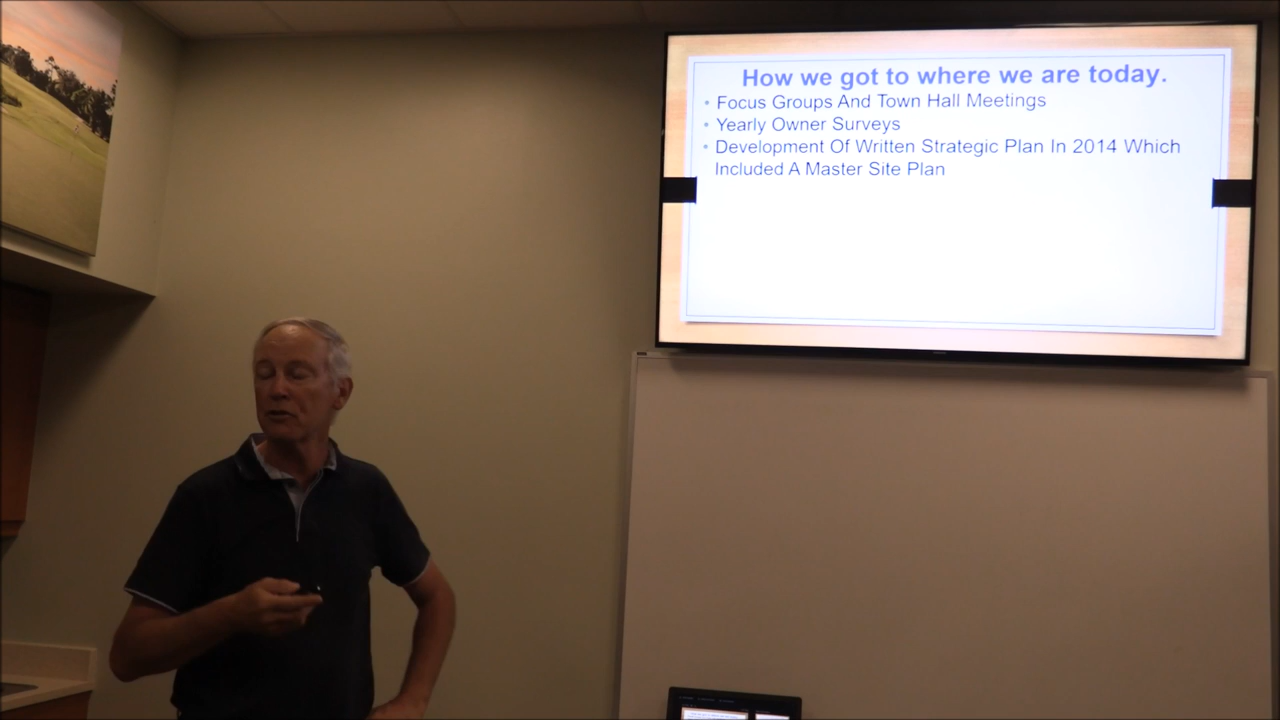 How we got to where we are today.
• Focus Groups And Town Hall Meetings
• Yearly Owner Surveys
• Development Of Written Strategic Plan In 2014 Which
Included A Master Site Plan